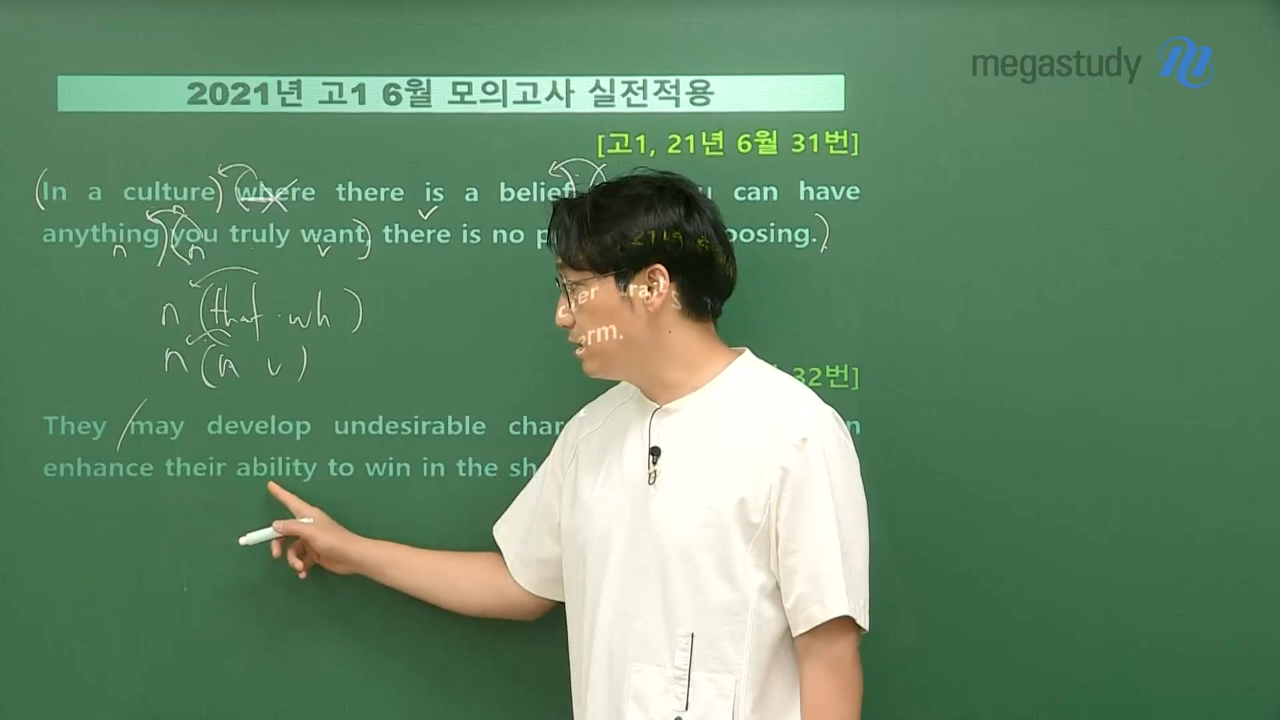 megastudy
2021년 고1 6월 모의고사 실전적용
[고1, 21년 6월 31번]
(In a culture) (where there is a belief can have
anything) (you truly want) there is no posing.)
n n v
n (that wh )
n (n v )
32번]
They / may develop undesirable
enhance their ability to win in the